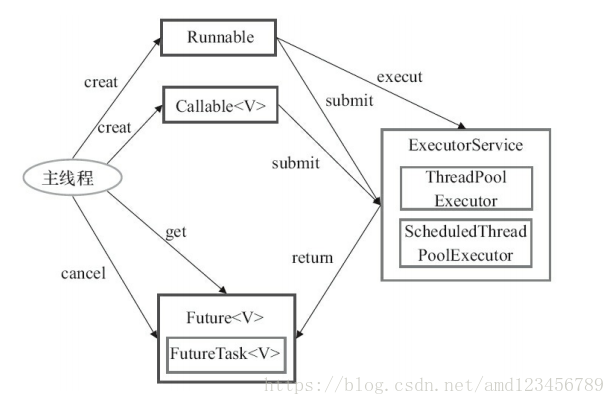 Runnable
creat
execut
submit
Callable<V>
creat
ExecutorService
submit
ThreadPool
Executor
主线程
ScheduledThread
PoolExecutor
get
return
cancel
Future<V>
FutureTask<V>
https://blog.csdn.net/amd123456789